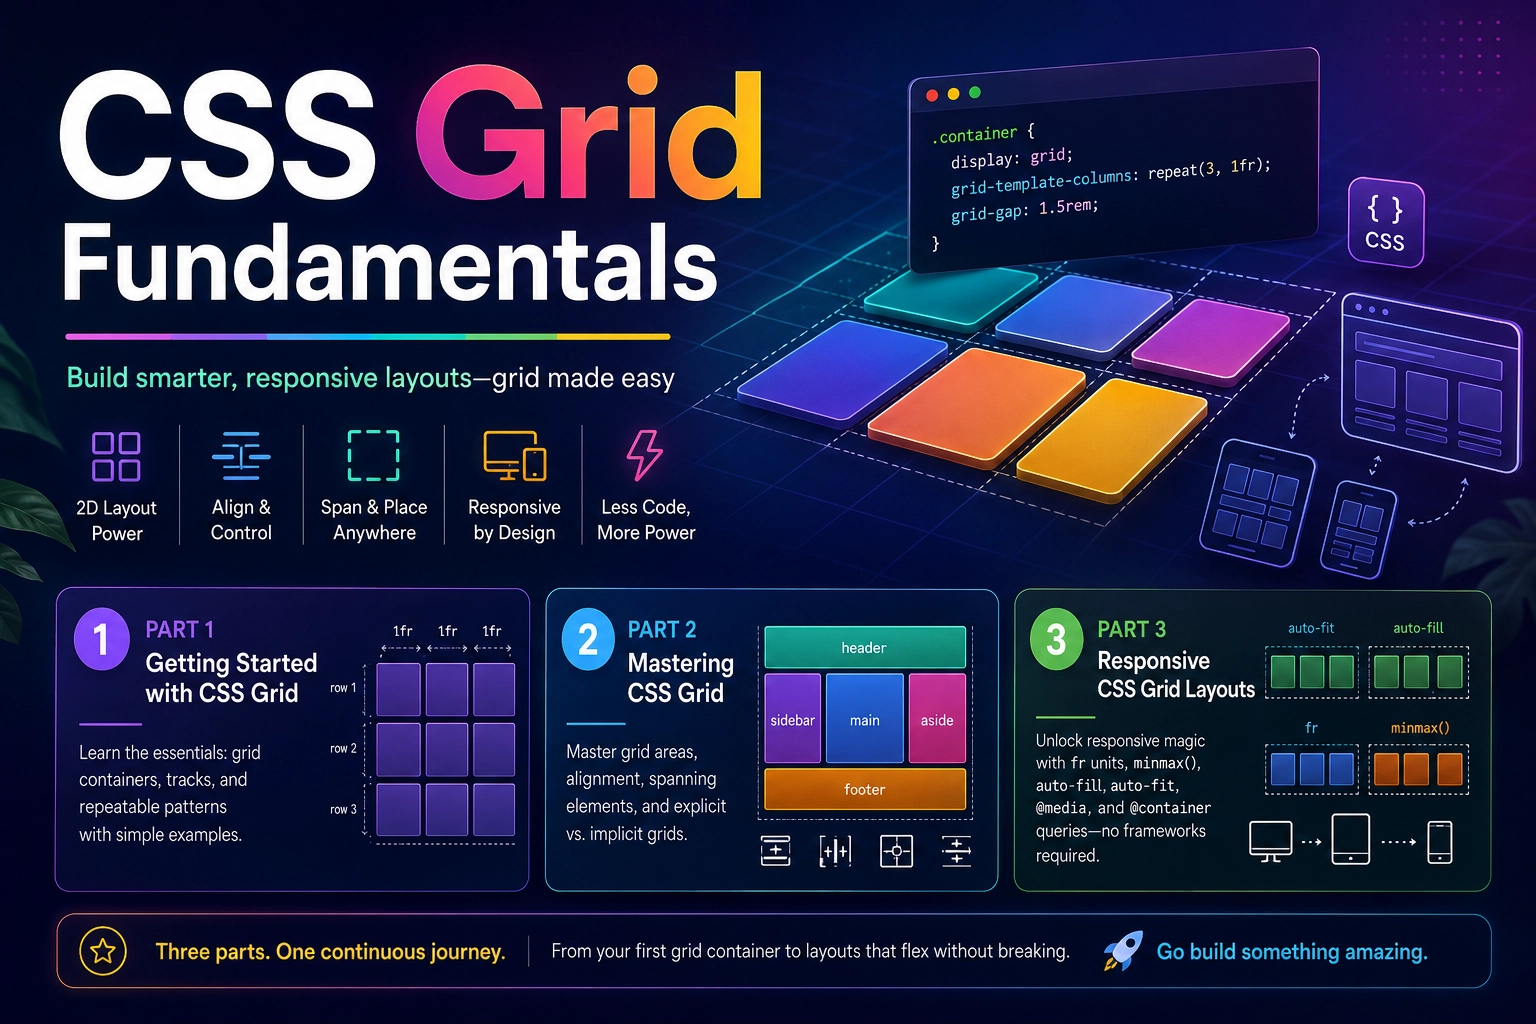 CSS Grid
Fundamentals
Build smarter, responsive layouts—grid made easy
2D Layout
Power
Align &
Control
Span & Place
Anywhere
Responsive
by Design
Less Code,
More Power
.container {
display: grid;
grid-template-columns: repeat(3, 1fr);
grid-gap: 1.5rem;
}
{ }
CSS
1
PART 1
Getting Started
with CSS Grid
Learn the essentials: grid
containers, tracks, and
repeatable patterns
with simple examples.
1fr 1fr 1fr
row 1
row 2
row 3
2
PART 2
Mastering
CSS Grid
Master grid areas,
alignment, spanning
elements, and explicit
vs. implicit grids.
header
sidebar main aside
footer
3
PART 3
Responsive
CSS Grid Layouts
Unlock responsive magic
with fr units, minmax(),
auto-fill, auto-fit,
@media, and @container
queries—no frameworks
required.
auto-fit auto-fill
fr minmax()
Three parts. One continuous journey.
From your first grid container to layouts that flex without breaking.
Go build something amazing.